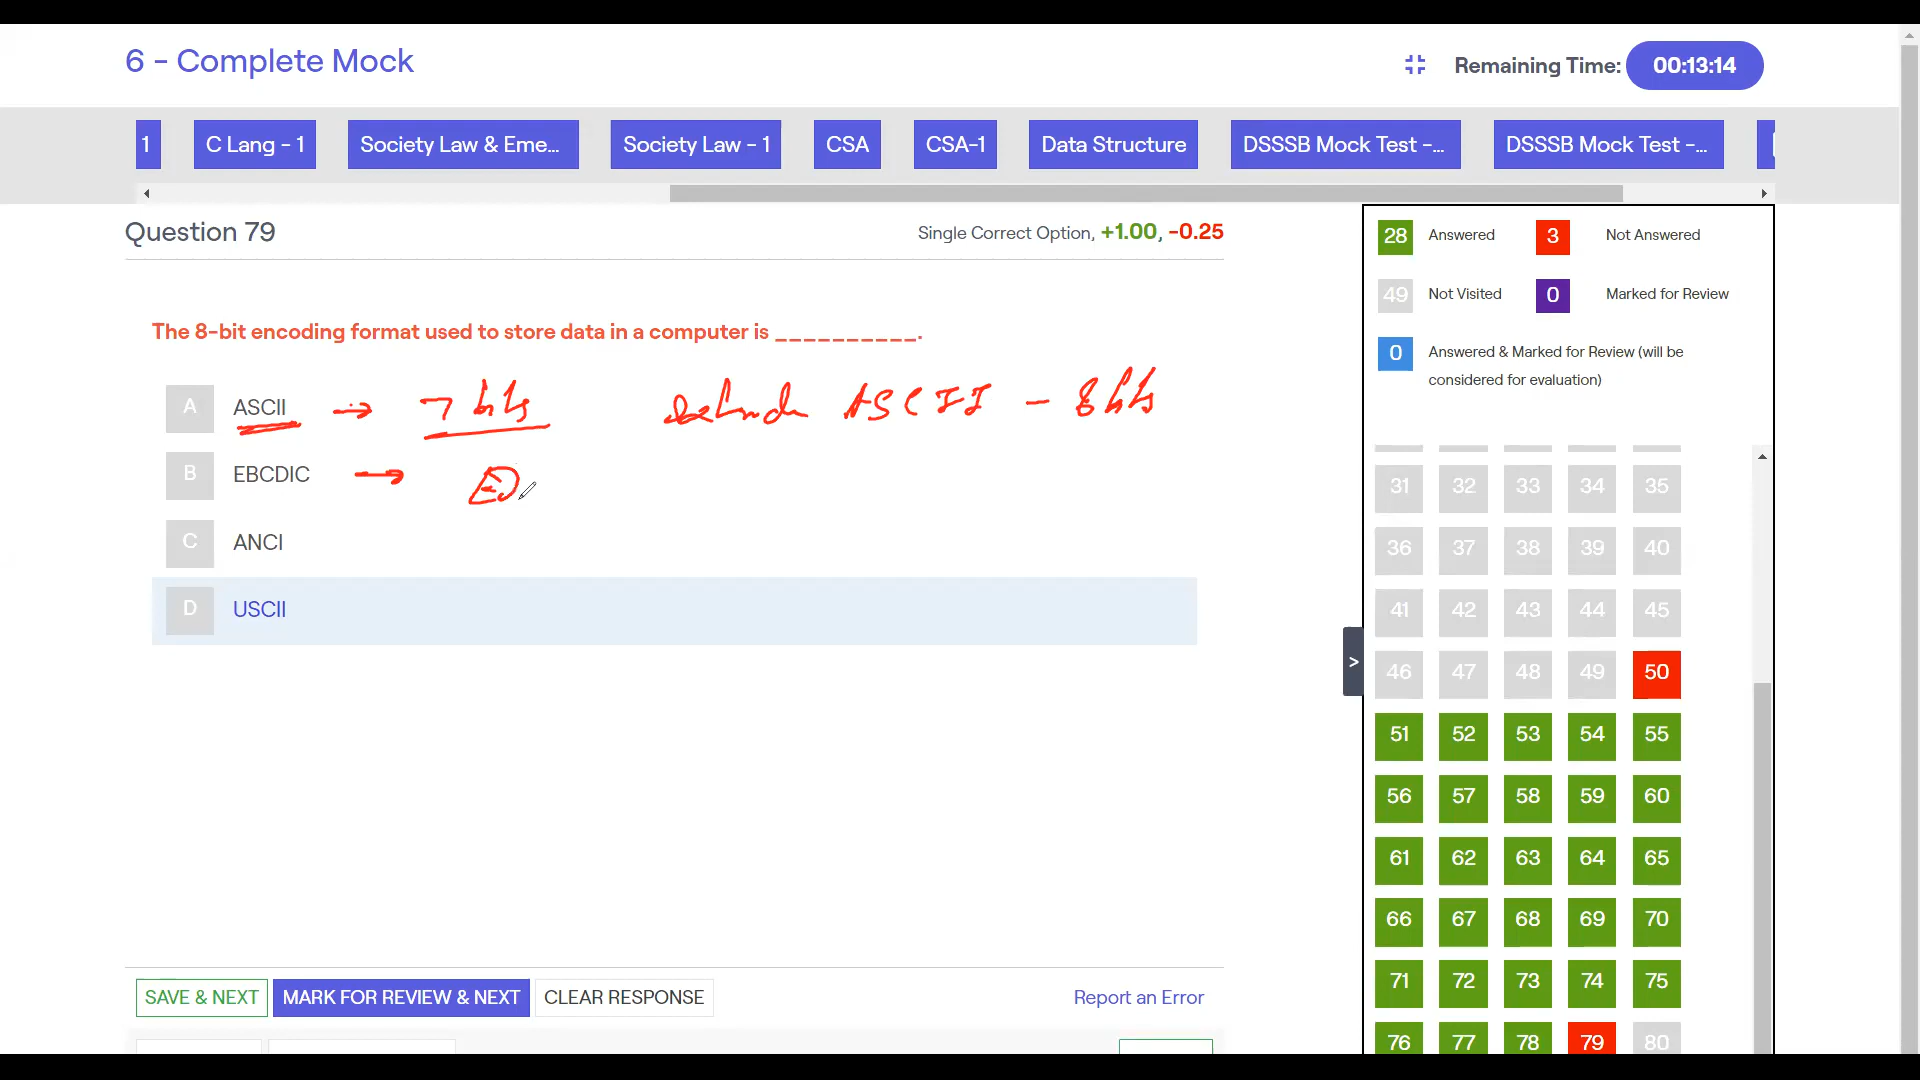 6 - Complete Mock
Remaining Time: 00:13:14
1 C Lang - 1 Society Law & Eme... Society Law - 1 CSA CSA-1 Data Structure DSSSB Mock Test -... DSSSB Mock Test -...
Question 79
Single Correct Option, +1.00, -0.25
The 8-bit encoding format used to store data in a computer is __________.
A ASCII → 7 bits ASCII - 8 bits
B EBCDIC →
C ANCI
D USCII
SAVE & NEXT MARK FOR REVIEW & NEXT CLEAR RESPONSE Report an Error
28 Answered 3 Not Answered
49 Not Visited 0 Marked for Review
0 Answered & Marked for Review (will be
considered for evaluation)
31 32 33 34 35
36 37 38 39 40
41 42 43 44 45
46 47 48 49 50
51 52 53 54 55
56 57 58 59 60
61 62 63 64 65
66 67 68 69 70
71 72 73 74 75
76 77 78 79 80
>